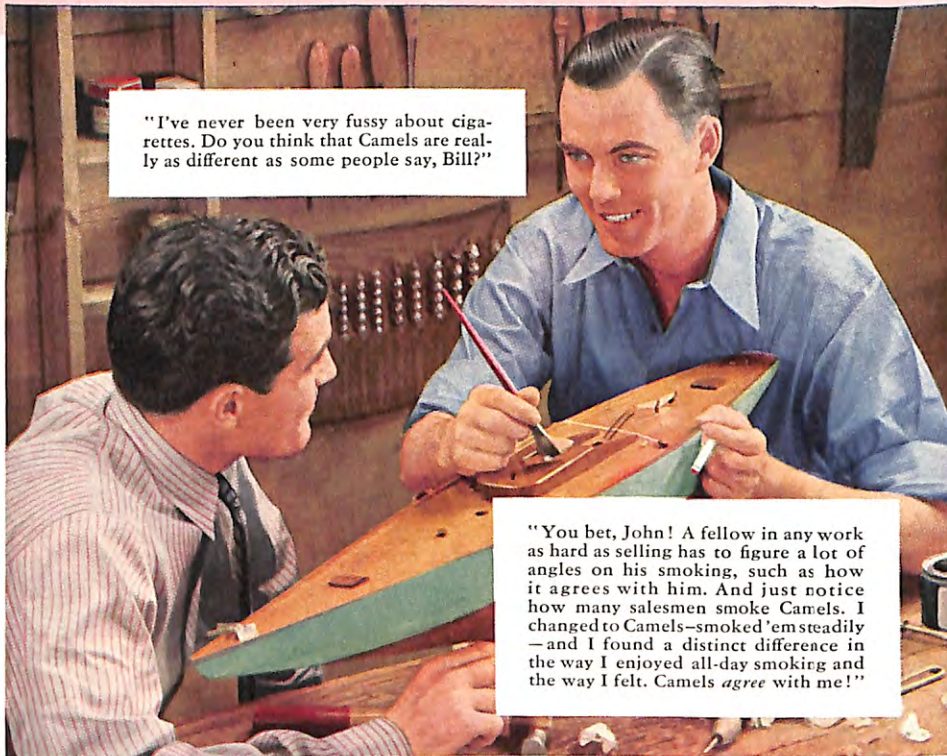 "I've never been very fussy about ciga-
rettes. Do you think that Camels are real-
ly as different as some people say, Bill?"
"You bet, John! A fellow in any work
as hard as selling has to figure a lot of
angles on his smoking, such as how
it agrees with him. And just notice
how many salesmen smoke Camels. I
changed to Camels—smoked 'em steadily
—and I found a distinct difference in
the way I enjoyed all-day smoking and
the way I felt. Camels agree with me!"